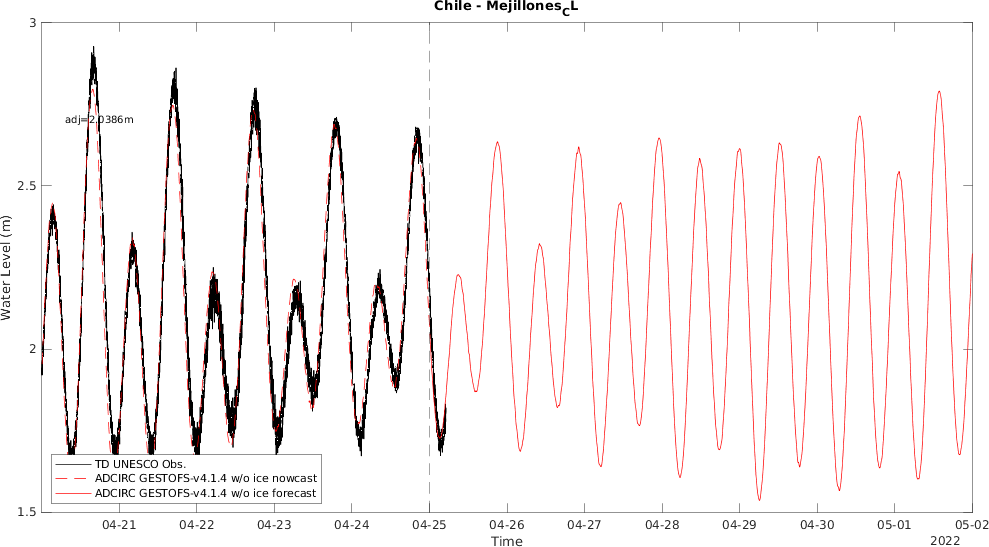 Chile - Mejillones_CL
3
adj=2.0386m
2.5
Water Level (m)
2
TD UNESCO Obs.
ADCIRC GESTOFS-v4.1.4 w/o ice nowcast
ADCIRC GESTOFS-v4.1.4 w/o ice forecast
1.5
04-21 04-22 04-23 04-24 04-25 04-26 04-27 04-28 04-29 04-30 05-01 05-02
Time
2022